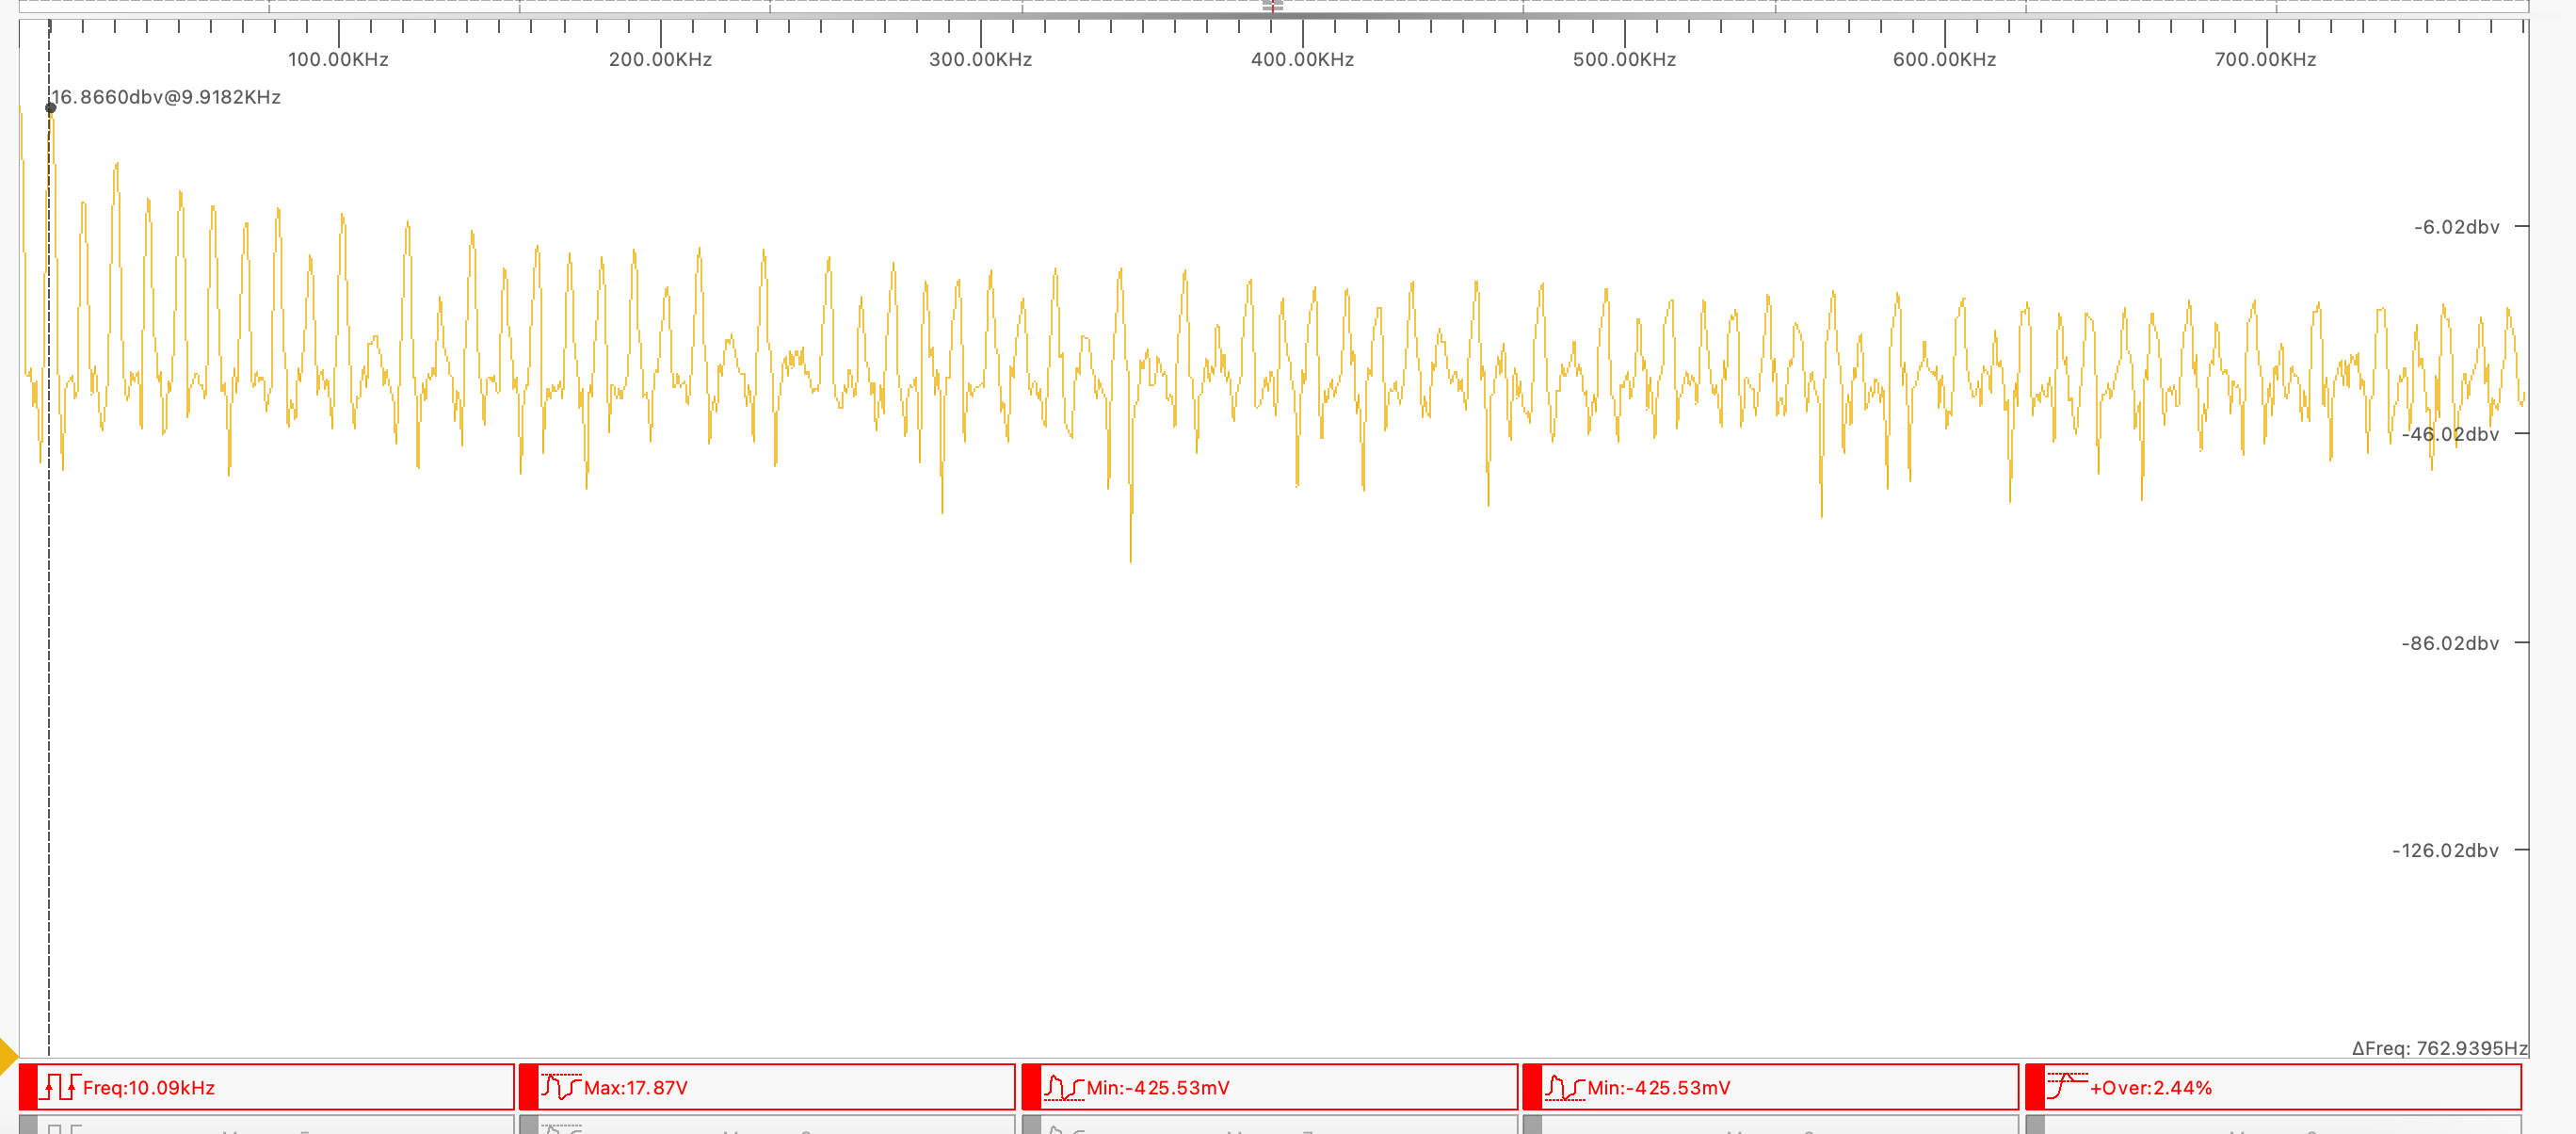 100.00KHz 200.00KHz 300.00KHz 400.00KHz 500.00KHz 600.00KHz 700.00KHz
16.8660dbv@9.9182KHz
-6.02dbv
-46.02dbv
-86.02dbv
-126.02dbv
ΔFreq: 762.9395Hz
Freq:10.09kHz Max:17.87V Min:-425.53mV Min:-425.53mV +Over:2.44%